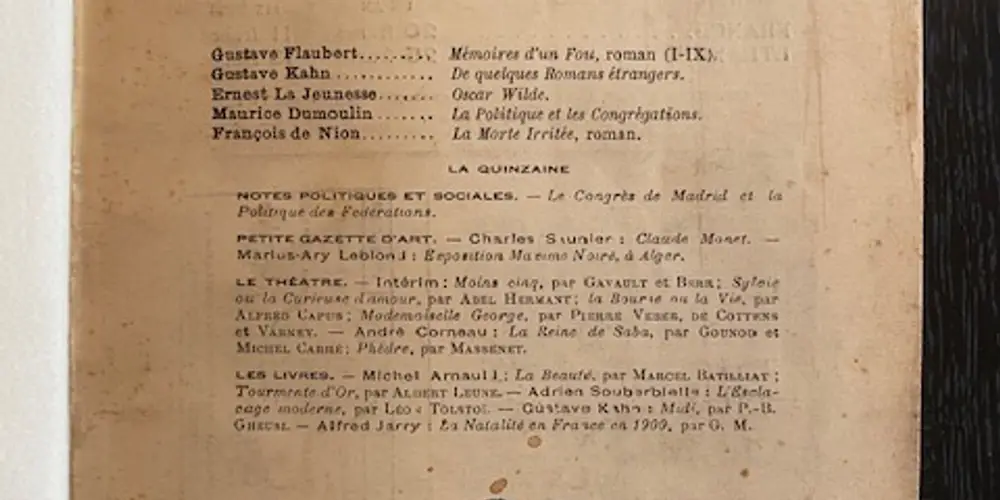 Gustave Flaubert........ Mémoires d'un Fou, roman (I-IX).
Gustave Kahn ............ De quelques Romans étrangers.
Ernest La Jeunesse....... Oscar Wilde.
Maurice Dumoulin ....... La Politique et les Congrégations.
François de Nion......... La Morte Irritée, roman.
LA QUINZAINE
NOTES POLITIQUES ET SOCIALES. — Le Congrès de Madrid et la
Politique des Fédérations.
PETITE GAZETTE D'ART. — Charles Saunier : Claude Monet. —
Marius-Ary Leblond : Exposition Maxime Noiré, à Alger.
LE THÉATRE. — Intérim : Moins cinq, par GAVAULT et BERR; Sylvie
ou la Curieuse d'amour, par ABEL HERMANT; la Bourse ou la Vie, par
ALFRED CAPUS; Mademoiselle George, par PIERRE VEBER, DE COTTENS
et VARNEY. — André Corneau : La Reine de Saba, par GOUNOD et
MICHEL CARRÉ; Phèdre, par MASSENET.
LES LIVRES. — Michel Arnauld : La Beauté, par MARCEL BATILLIAT;
Tourmente d'Or, par ALBERT LEUNE. — Adrien Souberbielle : L'Escla-
vage moderne, par LÉON TOLSTOÏ. — Gustave Kahn : Midi, par P.-B.
GHEUSI. — Alfred Jarry : La Natalité en France en 1900, par G. M.